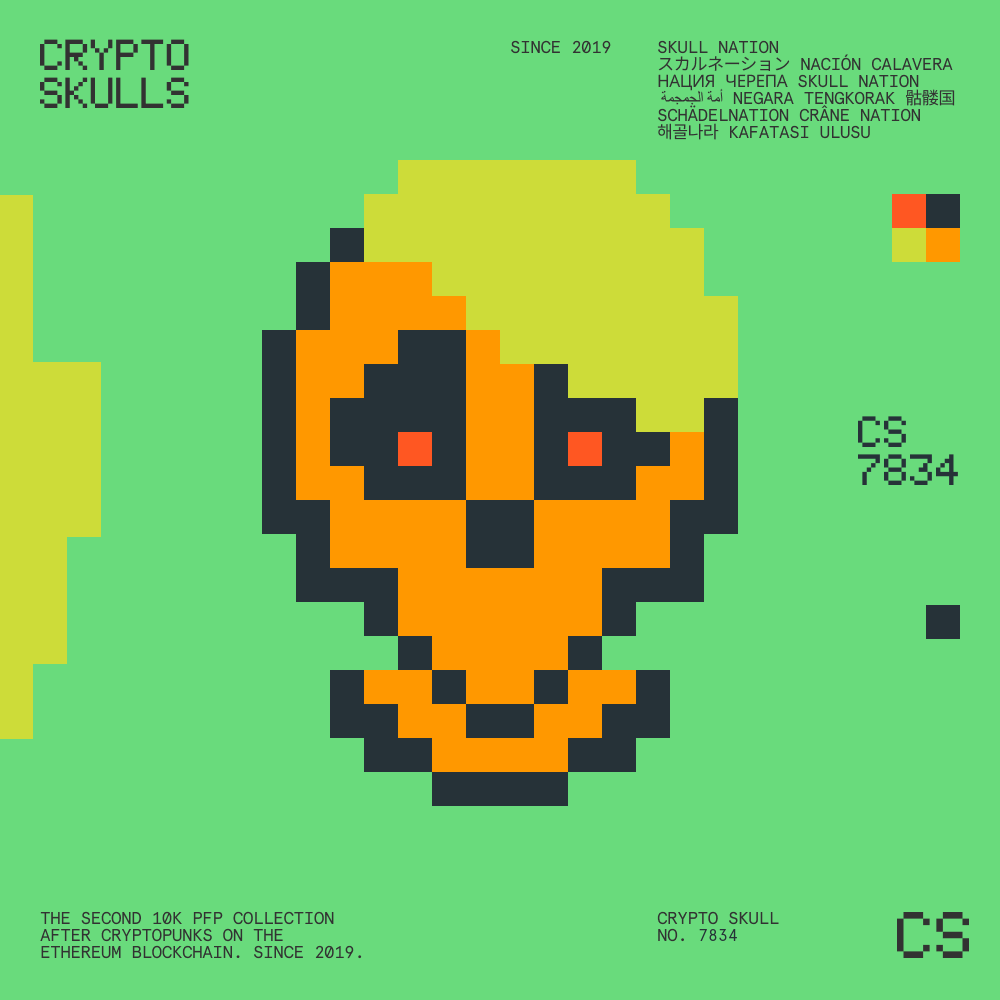 CRYPTO
SKULLS
SINCE 2019
SKULL NATION
スカルネーション NACIÓN CALAVERA
НАЦИЯ ЧЕРЕПА SKULL NATION
أمة الجمجمة NEGARA TENGKORAK 骷髅国
SCHÄDELNATION CRÂNE NATION
해골나라 KAFATASI ULUSU
CS
7834
THE SECOND 10K PFP COLLECTION
AFTER CRYPTOPUNKS ON THE
ETHEREUM BLOCKCHAIN. SINCE 2019.
CRYPTO SKULL
NO. 7834
CS